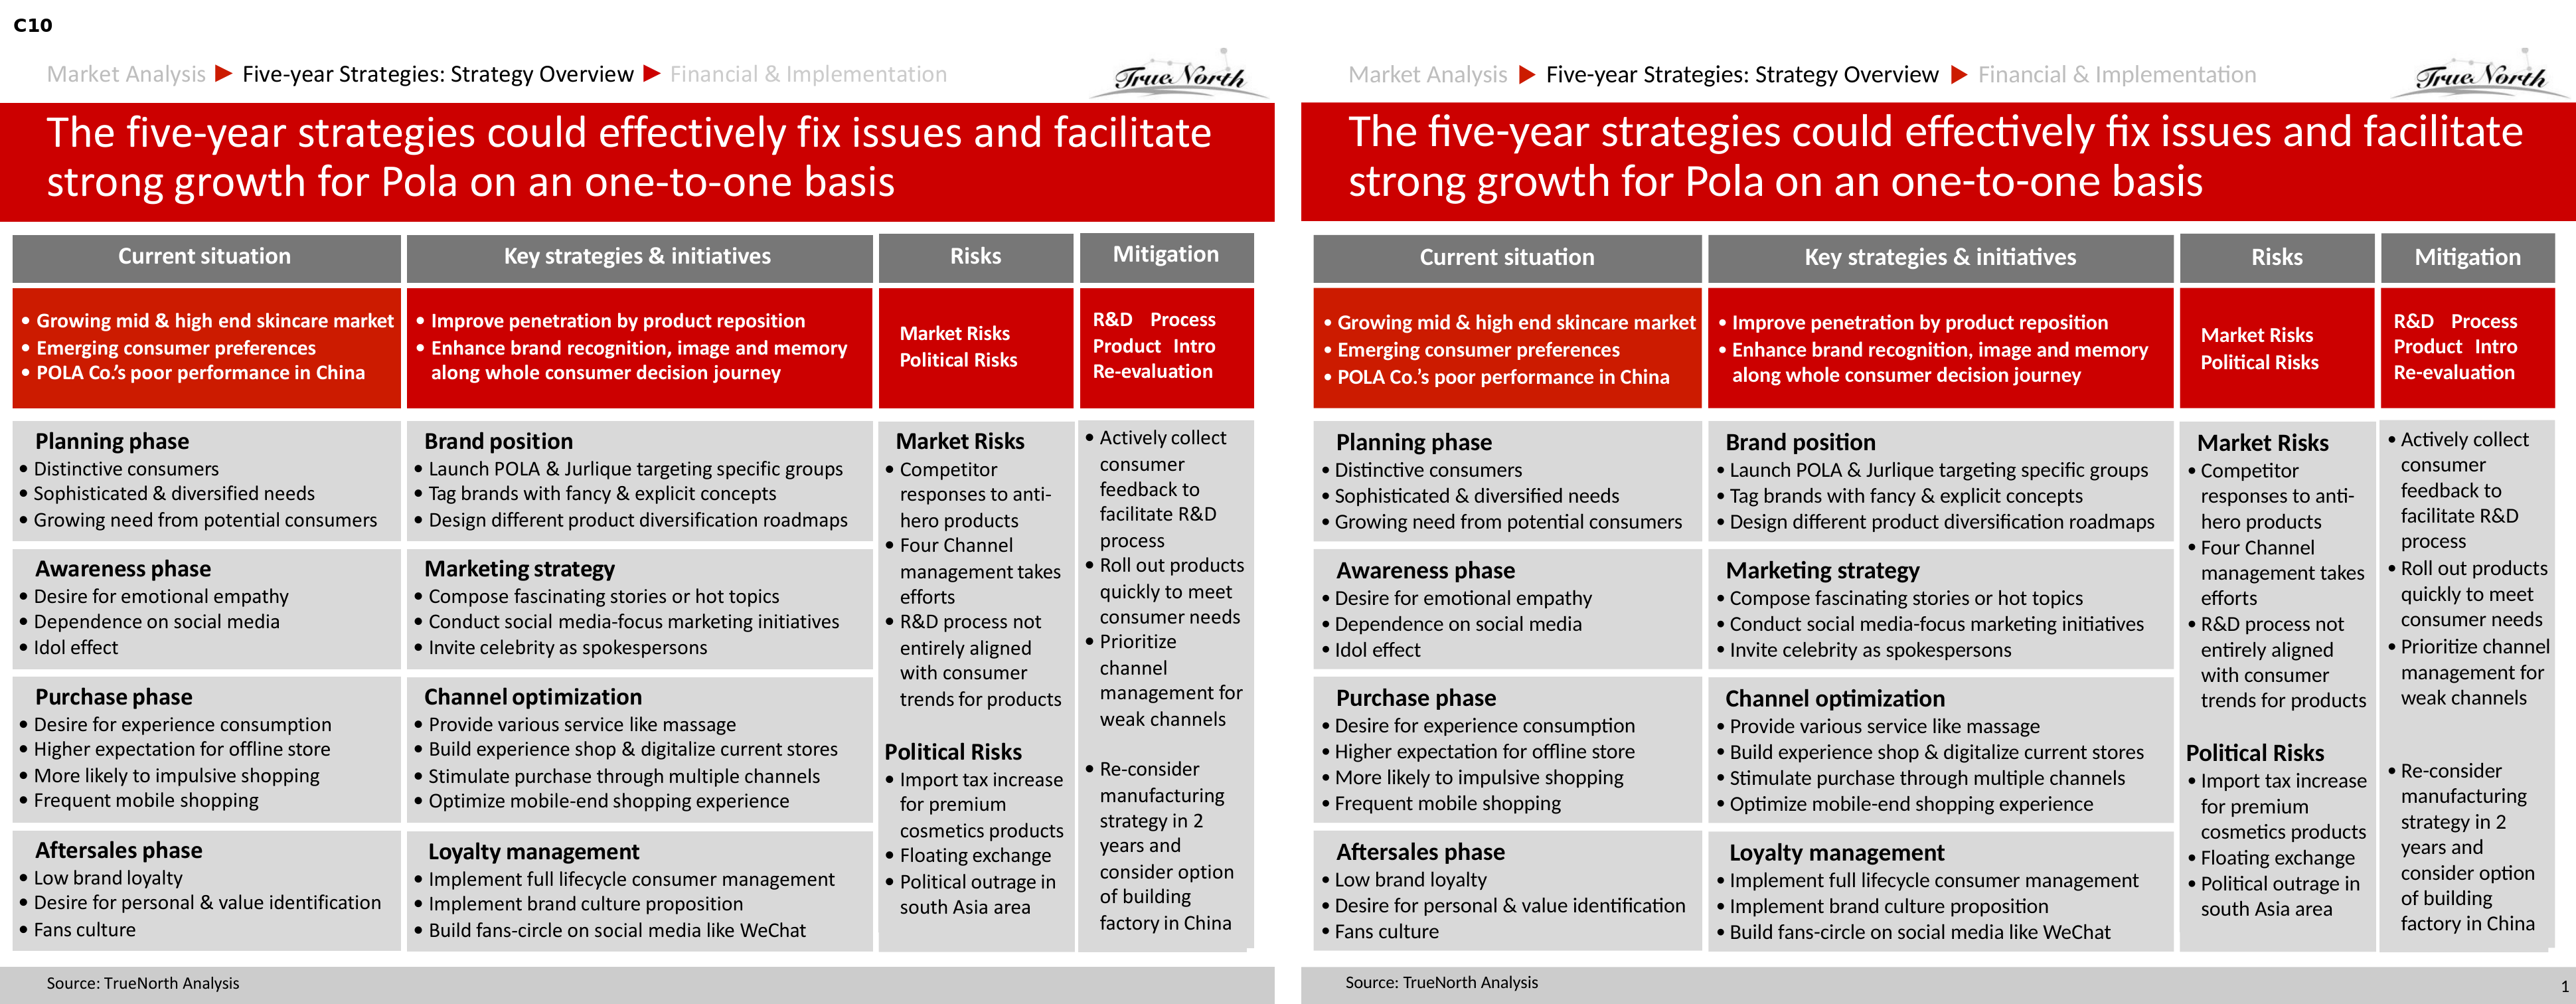 C10
Market Analysis ▶ Five-year Strategies: Strategy Overview ▶ Financial & Implementation
TrueNorth
The five-year strategies could effectively fix issues and facilitate
strong growth for Pola on an one-to-one basis
Current situation
• Growing mid & high end skincare market
• Emerging consumer preferences
• POLA Co.’s poor performance in China
Planning phase
• Distinctive consumers
• Sophisticated & diversified needs
• Growing need from potential consumers
Awareness phase
• Desire for emotional empathy
• Dependence on social media
• Idol effect
Purchase phase
• Desire for experience consumption
• Higher expectation for offline store
• More likely to impulsive shopping
• Frequent mobile shopping
Aftersales phase
• Low brand loyalty
• Desire for personal & value identification
• Fans culture
Key strategies & initiatives
• Improve penetration by product reposition
• Enhance brand recognition, image and memory
along whole consumer decision journey
Brand position
• Launch POLA & Jurlique targeting specific groups
• Tag brands with fancy & explicit concepts
• Design different product diversification roadmaps
Marketing strategy
• Compose fascinating stories or hot topics
• Conduct social media-focus marketing initiatives
• Invite celebrity as spokespersons
Channel optimization
• Provide various service like massage
• Build experience shop & digitalize current stores
• Stimulate purchase through multiple channels
• Optimize mobile-end shopping experience
Loyalty management
• Implement full lifecycle consumer management
• Implement brand culture proposition
• Build fans-circle on social media like WeChat
Risks
Market Risks
Political Risks
Market Risks
• Competitor
responses to anti-
hero products
• Four Channel
management takes
efforts
• R&D process not
entirely aligned
with consumer
trends for products
Political Risks
• Import tax increase
for premium
cosmetics products
• Floating exchange
• Political outrage in
south Asia area
Mitigation
R&D Process
Product Intro
Re-evaluation
• Actively collect
consumer
feedback to
facilitate R&D
process
• Roll out products
quickly to meet
consumer needs
• Prioritize
channel
management for
weak channels
• Re-consider
manufacturing
strategy in 2
years and
consider option
of building
factory in China
Source: TrueNorth Analysis
Market Analysis ▶ Five-year Strategies: Strategy Overview ▶ Financial & Implementation
TrueNorth
The five-year strategies could effectively fix issues and facilitate
strong growth for Pola on an one-to-one basis
Current situation
• Growing mid & high end skincare market
• Emerging consumer preferences
• POLA Co.’s poor performance in China
Planning phase
• Distinctive consumers
• Sophisticated & diversified needs
• Growing need from potential consumers
Awareness phase
• Desire for emotional empathy
• Dependence on social media
• Idol effect
Purchase phase
• Desire for experience consumption
• Higher expectation for offline store
• More likely to impulsive shopping
• Frequent mobile shopping
Aftersales phase
• Low brand loyalty
• Desire for personal & value identification
• Fans culture
Key strategies & initiatives
• Improve penetration by product reposition
• Enhance brand recognition, image and memory
along whole consumer decision journey
Brand position
• Launch POLA & Jurlique targeting specific groups
• Tag brands with fancy & explicit concepts
• Design different product diversification roadmaps
Marketing strategy
• Compose fascinating stories or hot topics
• Conduct social media-focus marketing initiatives
• Invite celebrity as spokespersons
Channel optimization
• Provide various service like massage
• Build experience shop & digitalize current stores
• Stimulate purchase through multiple channels
• Optimize mobile-end shopping experience
Loyalty management
• Implement full lifecycle consumer management
• Implement brand culture proposition
• Build fans-circle on social media like WeChat
Risks
Market Risks
Political Risks
Market Risks
• Competitor
responses to anti-
hero products
• Four Channel
management takes
efforts
• R&D process not
entirely aligned
with consumer
trends for products
Political Risks
• Import tax increase
for premium
cosmetics products
• Floating exchange
• Political outrage in
south Asia area
Mitigation
R&D Process
Product Intro
Re-evaluation
• Actively collect
consumer
feedback to
facilitate R&D
process
• Roll out products
quickly to meet
consumer needs
• Prioritize channel
management for
weak channels
• Re-consider
manufacturing
strategy in 2
years and
consider option
of building
factory in China
Source: TrueNorth Analysis
1